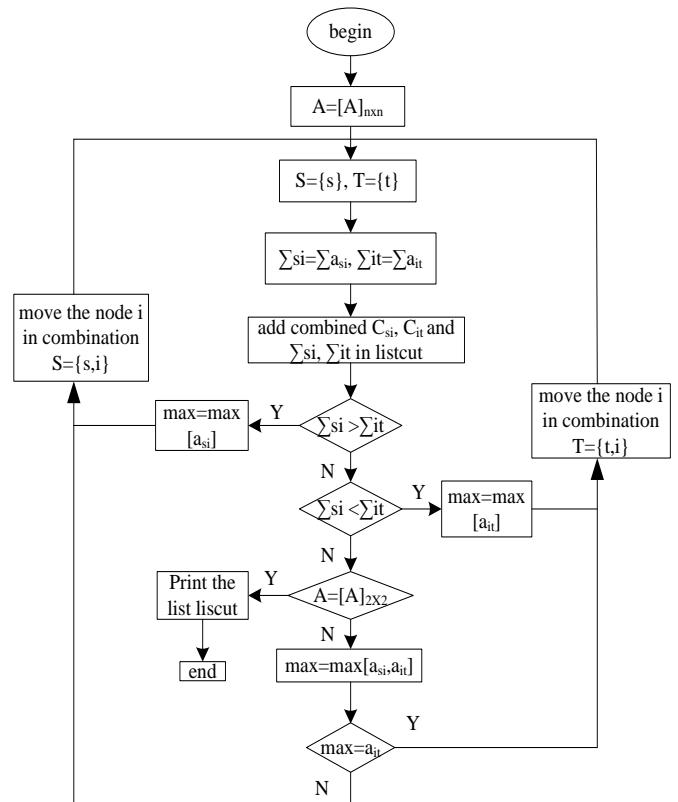 begin
A=[A]nxn
S={s}, T={t}
∑si=∑asi, ∑it=∑ait
add combined Csi, Cit and
∑si, ∑it in listcut
move the node i
in combination
S={s,i}
∑si >∑it
Y
max=max
[asi]
N
move the node i
in combination
T={t,i}
∑si <∑it
Y
max=max
[ait]
N
A=[A]2X2
Y
Print the
list liscut
end
N
max=max[asi,ait]
max=ait
Y
N